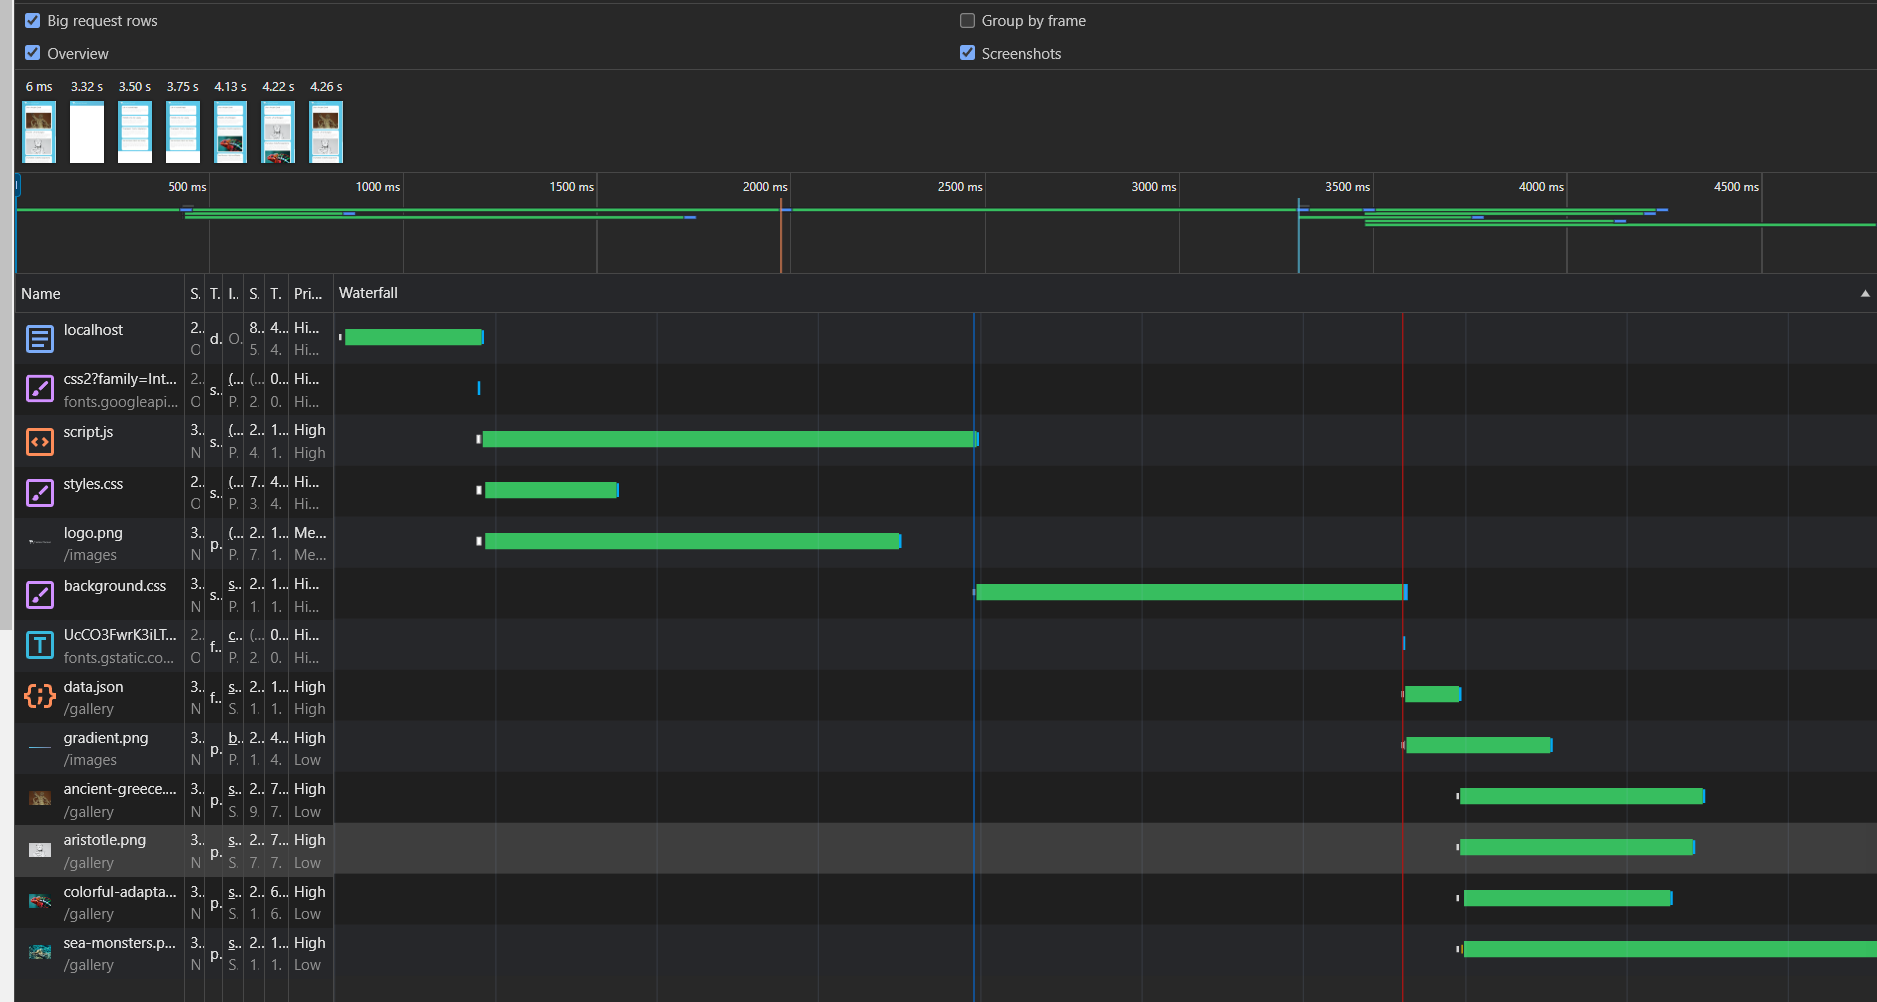 Big request rows
Group by frame
Overview
Screenshots
6 ms 3.32 s 3.50 s 3.75 s 4.13 s 4.22 s 4.26 s
500 ms 1000 ms 1500 ms 2000 ms 2500 ms 3000 ms 3500 ms 4000 ms 4500 ms
Name S. T. I.. S. T. Pri... Waterfall
localhost 2.. d. O. 8.. 4... Hi...
O 5. 4. Hi...
css2?family=Int... 2.. s.. (... (... 0... Hi...
fonts.googleapi... O P. 2. 0. Hi...
script.js 3.. s.. (... 2.. 1... High
N P. 4. 1. High
styles.css 2.. s.. (... 7.. 4... Hi...
O P. 3. 4. Hi...
logo.png 3.. p. (... 2.. 1... Me...
/images N P. 7. 1. Me...
background.css 3.. s.. s.. 2.. 1... Hi...
N P. 1. 1. Hi...
UcCO3FwrK3iLT... 2.. f.. c.. (... 0... Hi...
fonts.gstatic.co... O P. 2. 0. Hi...
data.json 3.. f.. s.. 2.. 1... High
/gallery N S. 1. 1. High
gradient.png 3.. p. b.. 2.. 4... High
/images N P. 1. 4. Low
ancient-greece.... 3.. p. s.. 2.. 7... High
/gallery N S. 9. 7. Low
aristotle.png 3.. p. s.. 2.. 7... High
/gallery N S. 7. 7. Low
colorful-adapta... 3.. p. s.. 2.. 6... High
/gallery N S. 1. 6. Low
sea-monsters.p... 3.. p. s.. 2.. 1... High
/gallery N S. 1. 1. Low